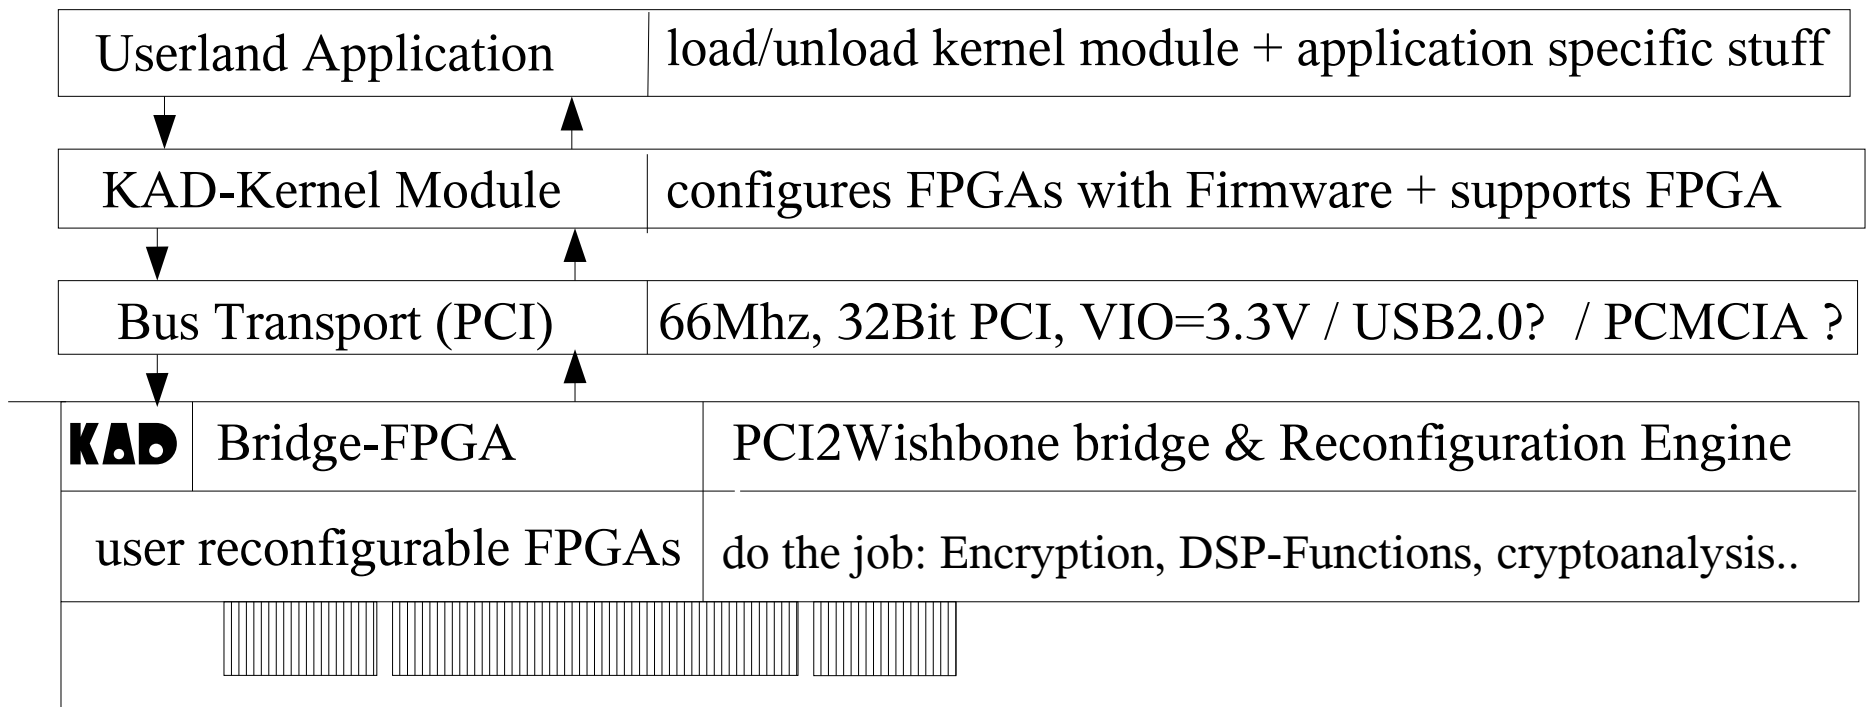 Userland Application load/unload kernel module + application specific stuff
KAD-Kernel Module configures FPGAs with Firmware + supports FPGA
Bus Transport (PCI) 66Mhz, 32Bit PCI, VIO=3.3V / USB2.0? / PCMCIA ?
KAD Bridge-FPGA PCI2Wishbone bridge & Reconfiguration Engine
user reconfigurable FPGAs do the job: Encryption, DSP-Functions, cryptoanalysis..